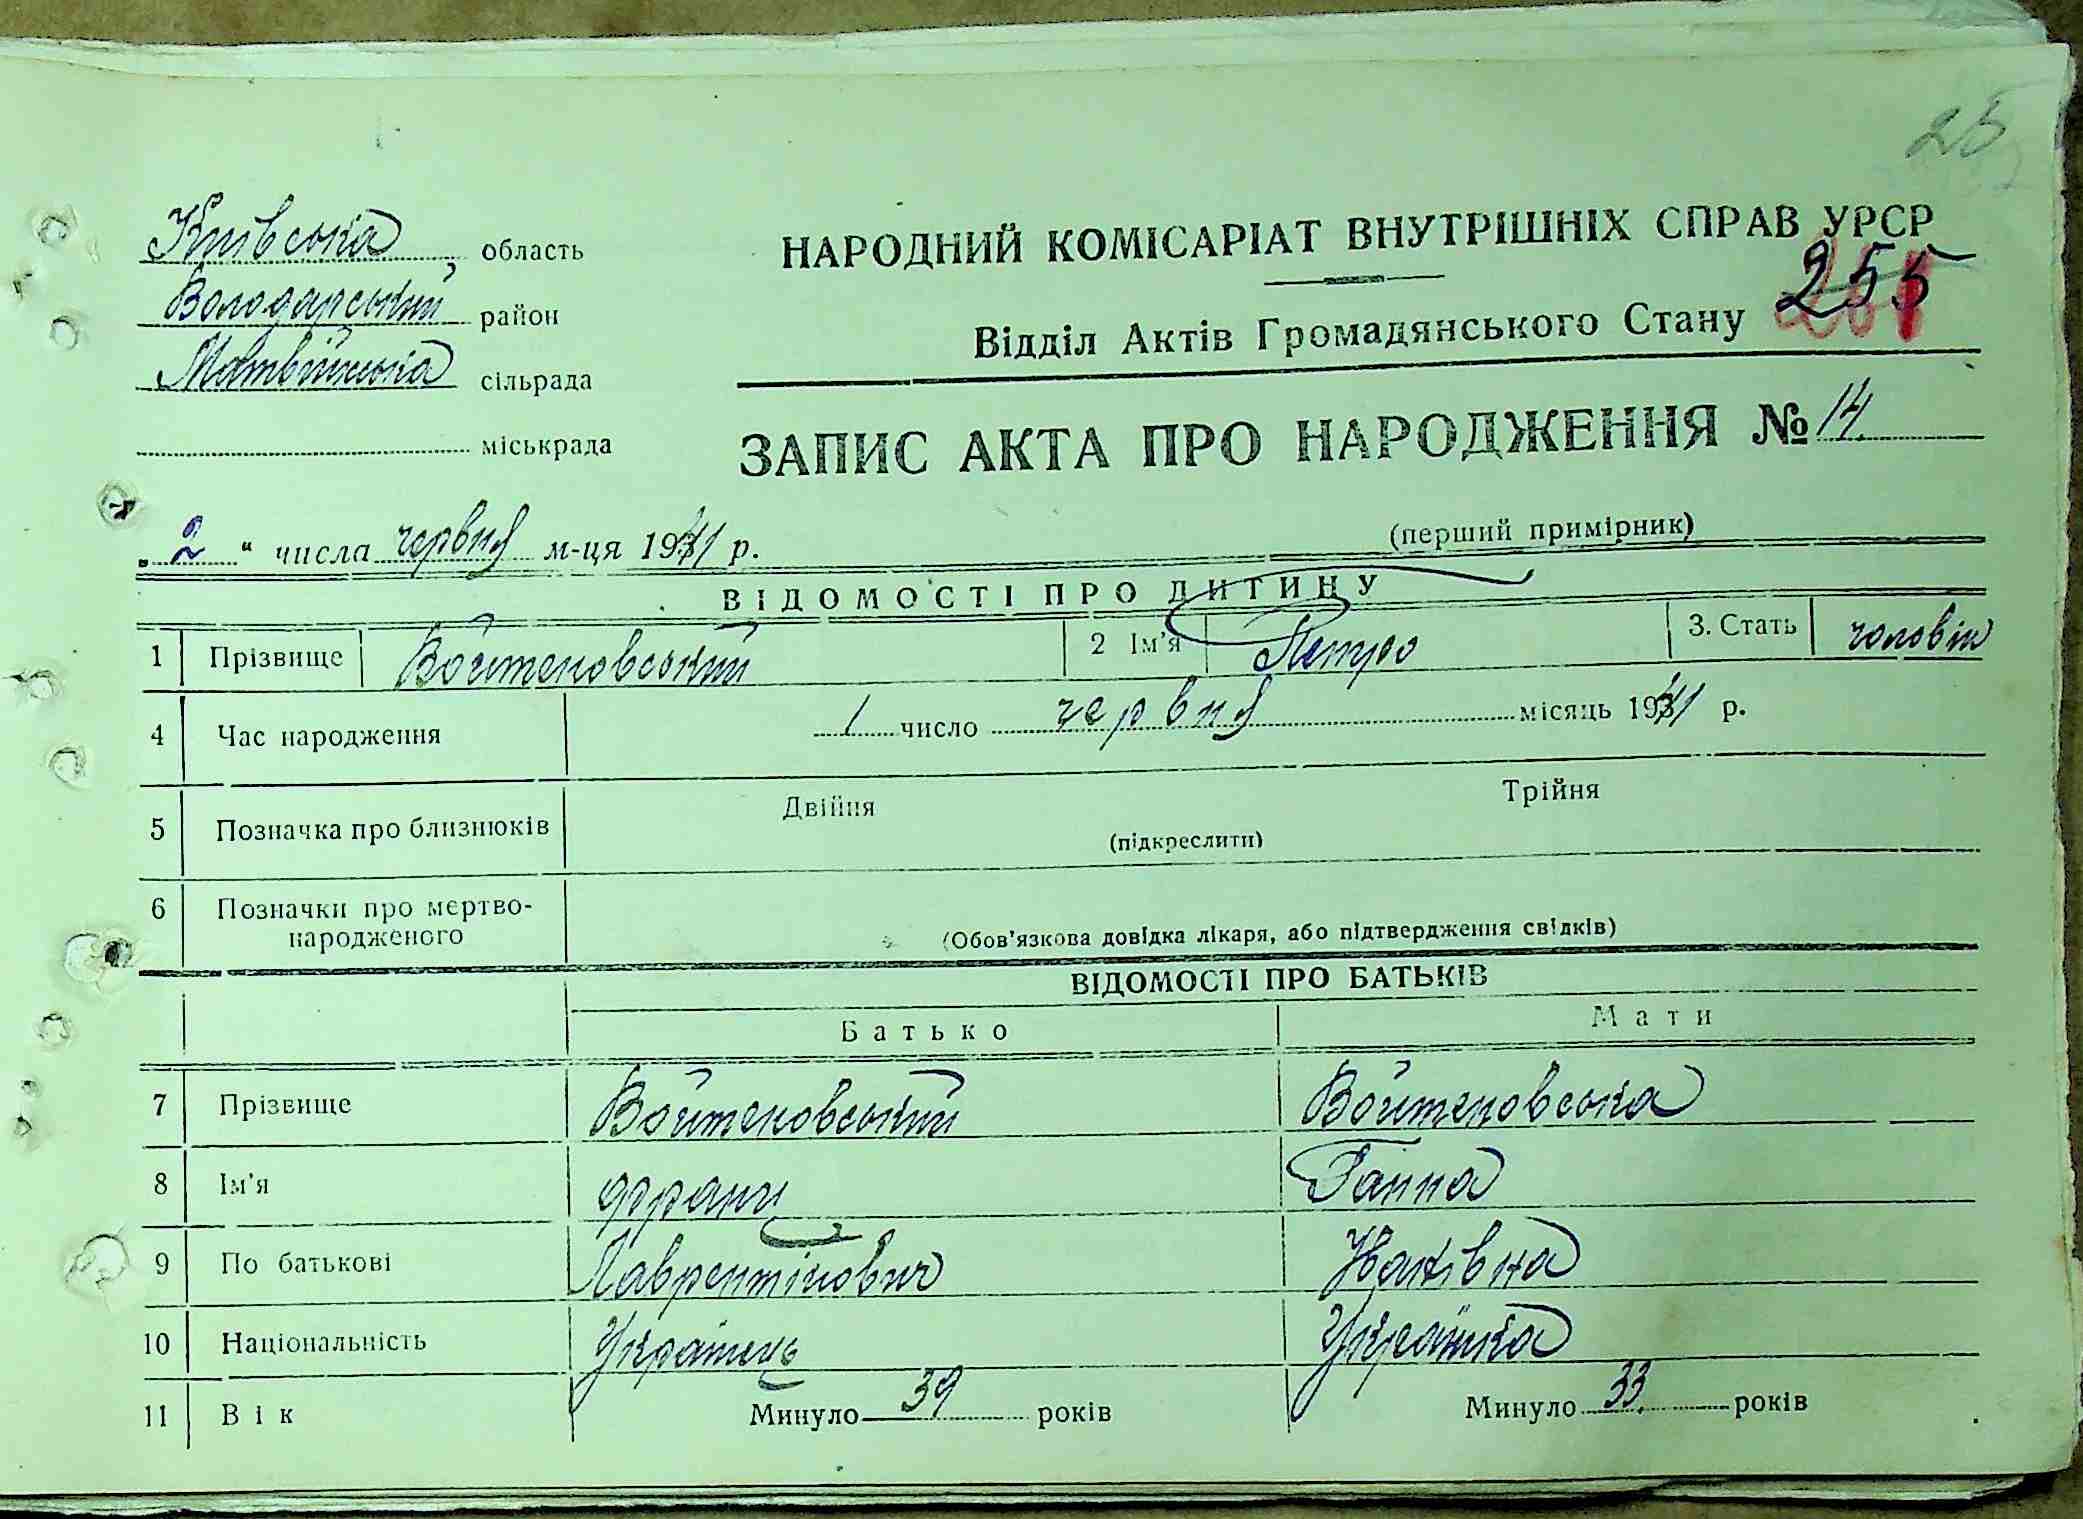 25
Київська, область
Володарський район
Матвіїнська сільрада
міськрада
НАРОДНИЙ КОМІСАРІАТ ВНУТРІШНІХ СПРАВ УРСР
Відділ Актів Громадянського Стану 255
ЗАПИС АКТА ПРО НАРОДЖЕННЯ № 14
(перший примірник)
„ 2 “ числа червня м-ця 1941 р.
ВІДОМОСТІ ПРО ДИТИНУ
1 Прізвище Войтеновський 2 Ім’я Петро 3. Стать чоловік
4 Час народження 1 число червня місяць 1941 р.
5 Позначка про близнюків Двійня Трійня
(підкреслити)
6 Позначки про мертво-
народженого
(Обов’язкова довідка лікаря, або підтвердження свідків)
ВІДОМОСТІ ПРО БАТЬКІВ
Батько Мати
7 Прізвище Войтеновський Войтеновська
8 Ім’я Франц Ганна
9 По батькові Лаврентійович Іванівна
10 Національність Українець Українка
11 Вік Минуло 39 років Минуло 33 років